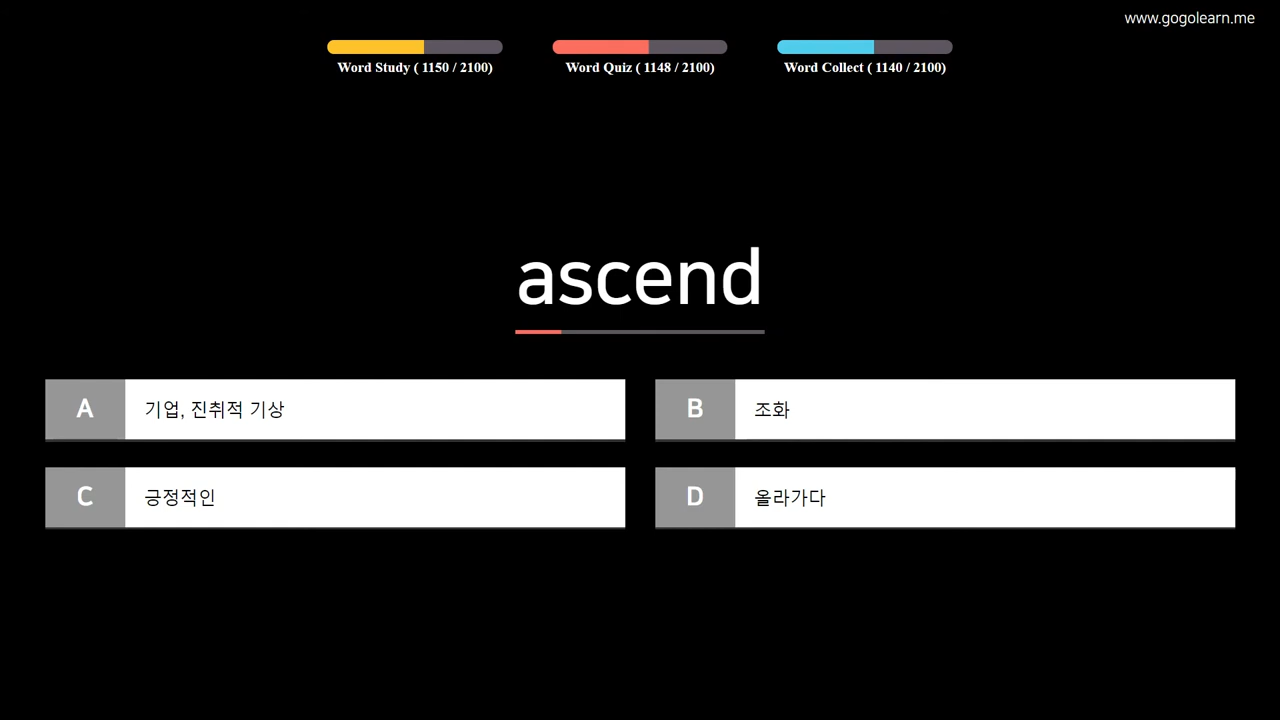 www.gogolearn.me
Word Study ( 1150 / 2100)
Word Quiz ( 1148 / 2100)
Word Collect ( 1140 / 2100)
ascend
A 기업, 진취적 기상
B 조화
C 긍정적인
D 올라가다